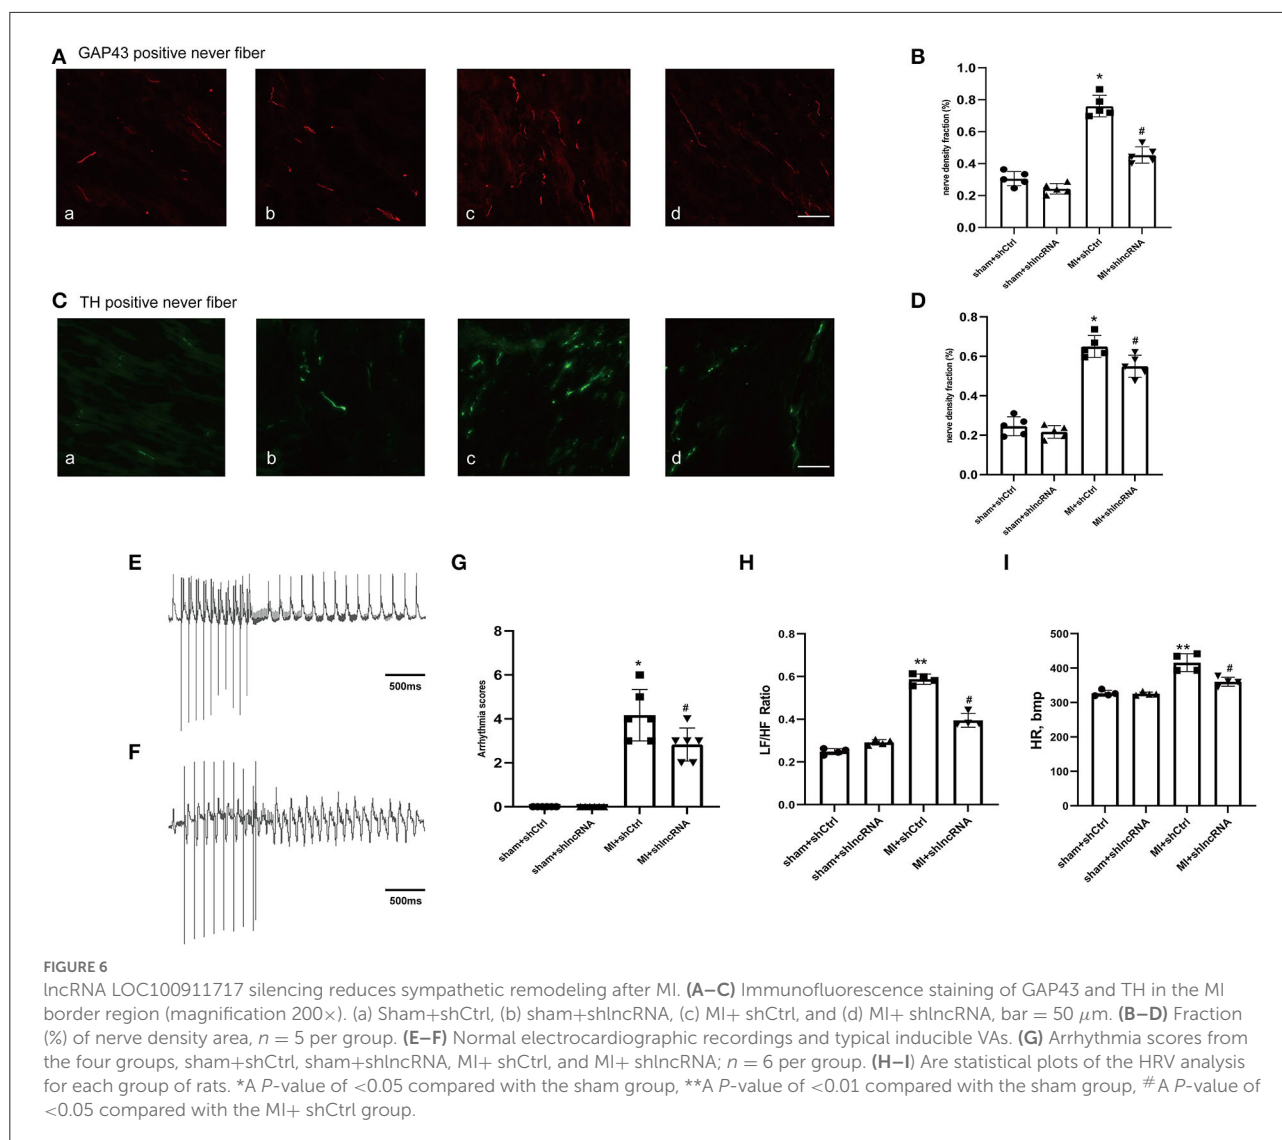 A GAP43 positive never fiber
a
b
c
d
B
nerve density fraction (%)
1.0
0.8
0.6
0.4
0.2
0.0
*
#
sham+shCtrl
sham+shlncRNA
MI+shCtrl
MI+shlncRNA
C TH positive never fiber
a
b
c
d
D
nerve density fraction (%)
0.8
0.6
0.4
0.2
0.0
*
#
sham+shCtrl
sham+shlncRNA
MI+shCtrl
MI+shlncRNA
E
500ms
F
500ms
G
Arrhythmia scores
8
6
4
2
0
*
#
sham+shCtrl
sham+shlncRNA
MI+shCtrl
MI+shlncRNA
H
LF/HF Ratio
0.8
0.6
0.4
0.2
0.0
**
#
sham+shCtrl
sham+shlncRNA
MI+shCtrl
MI+shlncRNA
I
HR, bmp
500
400
300
200
100
0
**
#
sham+shCtrl
sham+shlncRNA
MI+shCtrl
MI+shlncRNA
FIGURE 6
lncRNA LOC100911717 silencing reduces sympathetic remodeling after MI. (A–C) Immunofluorescence staining of GAP43 and TH in the MI
border region (magnification 200×). (a) Sham+shCtrl, (b) sham+shlncRNA, (c) MI+ shCtrl, and (d) MI+ shlncRNA, bar = 50 μm. (B–D) Fraction
(%) of nerve density area, n = 5 per group. (E–F) Normal electrocardiographic recordings and typical inducible VAs. (G) Arrhythmia scores from
the four groups, sham+shCtrl, sham+shlncRNA, MI+ shCtrl, and MI+ shlncRNA; n = 6 per group. (H–I) Are statistical plots of the HRV analysis
for each group of rats. *A P-value of <0.05 compared with the sham group, **A P-value of <0.01 compared with the sham group, #A P-value of
<0.05 compared with the MI+ shCtrl group.